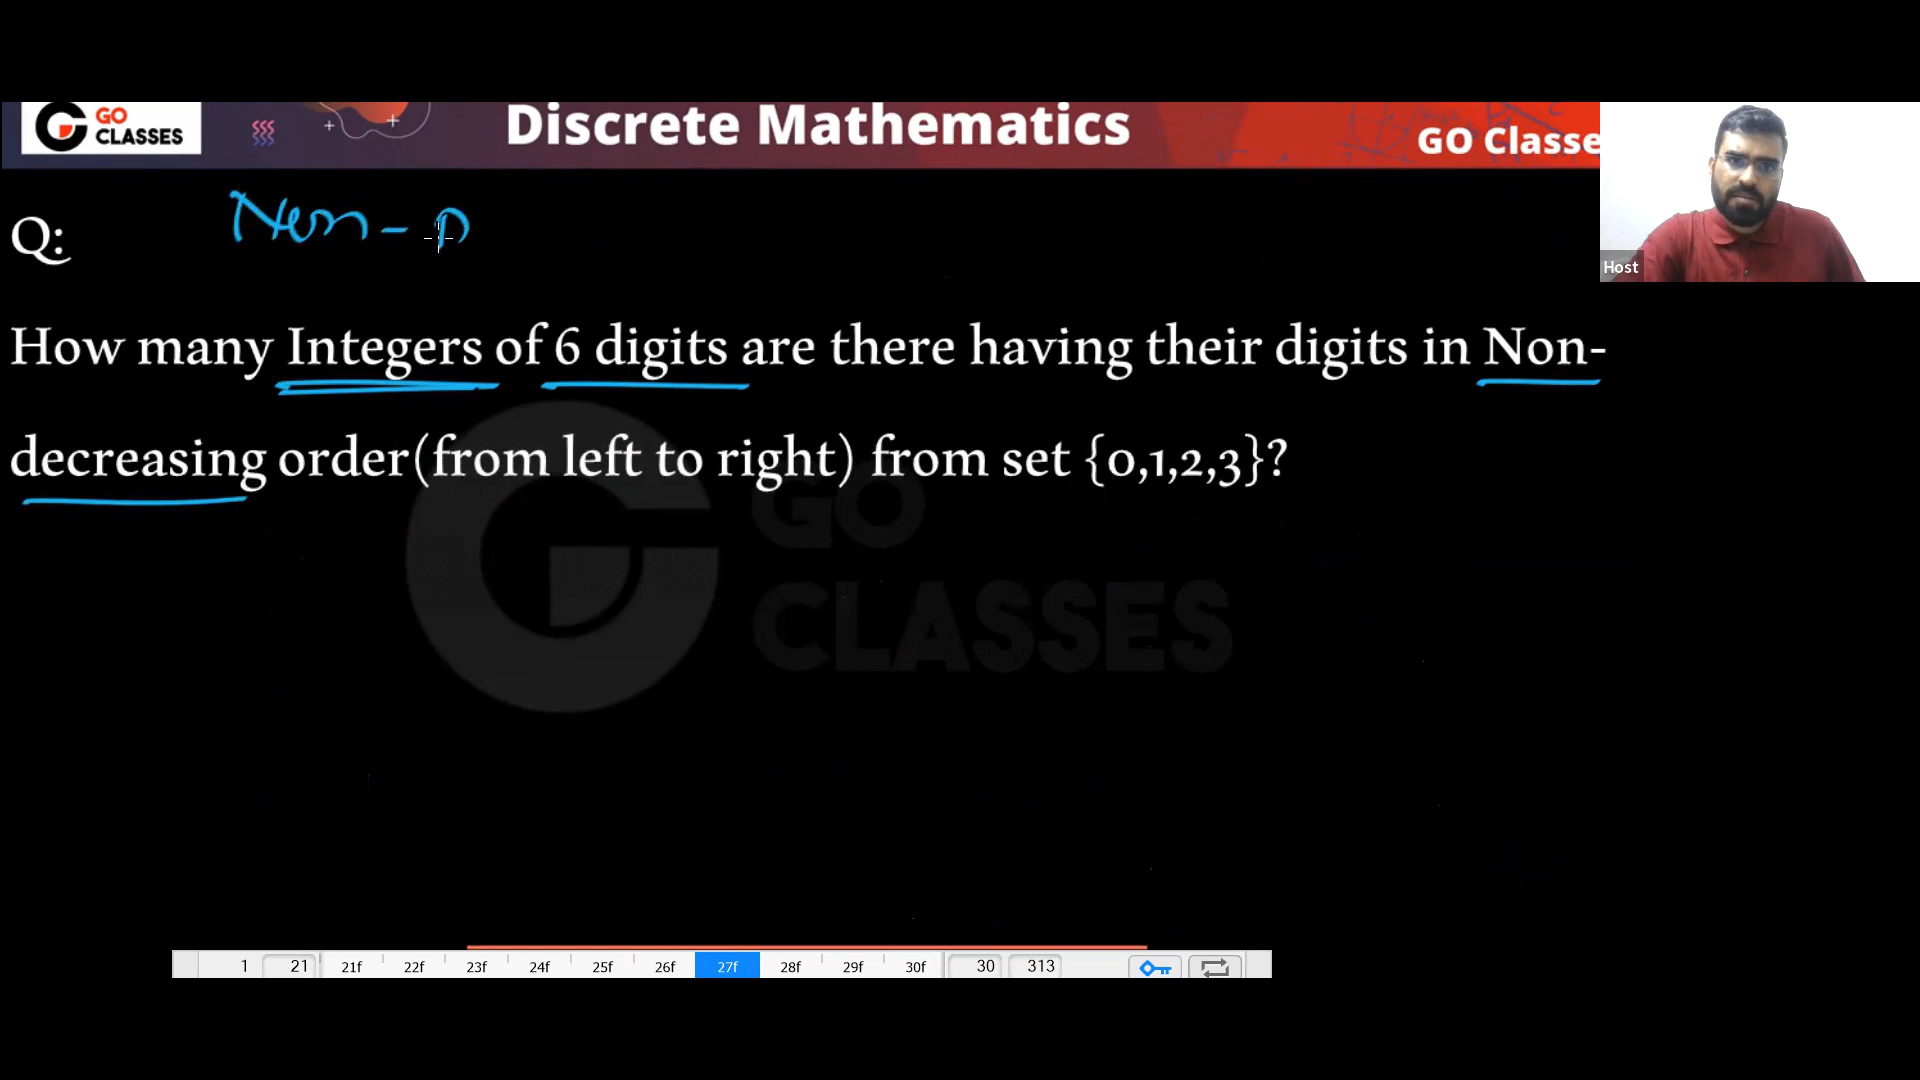 GO
CLASSES
Discrete Mathematics
GO Classe
Host
Non - D
Q:
How many Integers of 6 digits are there having their digits in Non-
decreasing order(from left to right) from set {0,1,2,3}?
GO
CLASSES
1 21 21f 22f 23f 24f 25f 26f 27f 28f 29f 30f 30 313